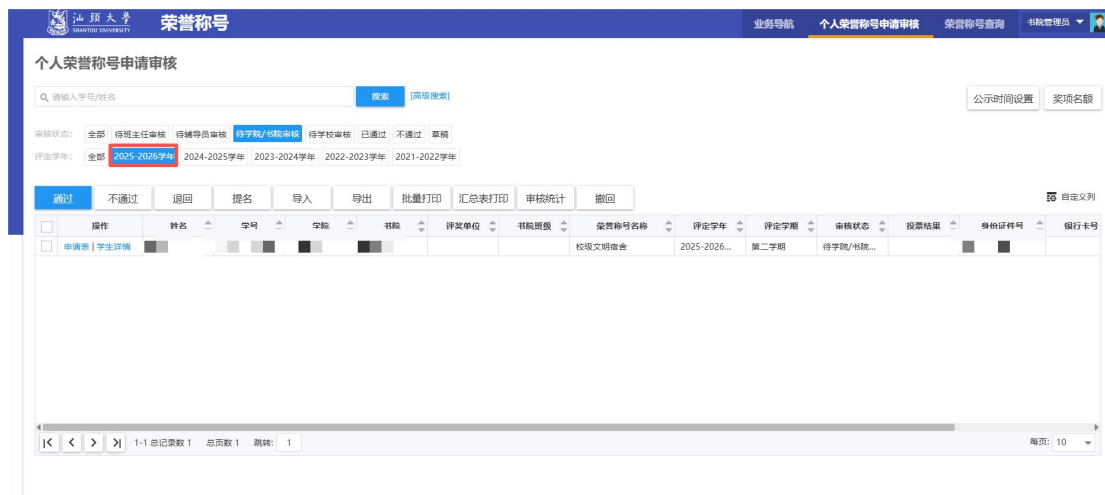 汕頭大學 荣誉称号 业务导航 个人荣誉称号申请审核 荣誉称号查询 书院管理员
SHANTOU UNIVERSITY
个人荣誉称号申请审核
请输入学号/姓名 搜索 [高级搜索] 公示时间设置 奖项名额
审核状态: 全部 待班主任审核 待辅导员审核 待学院/书院审核 待学校审核 已通过 不通过 草稿
评定学年: 全部 2025-2026学年 2024-2025学年 2023-2024学年 2022-2023学年 2021-2022学年
通过 不通过 退回 提名 导入 导出 批量打印 汇总表打印 审核统计 撤回 自定义列
操作 姓名 学号 学院 书院 评奖单位 书院班级 荣誉称号名称 评定学年 评定学期 审核状态 投票结果 身份证件号 银行卡号
申请表 | 学生详情 校级文明宿舍 2025-2026... 第二学期 待学院/书院...
1-1 总记录数 1 总页数 1 跳转: 1 每页: 10